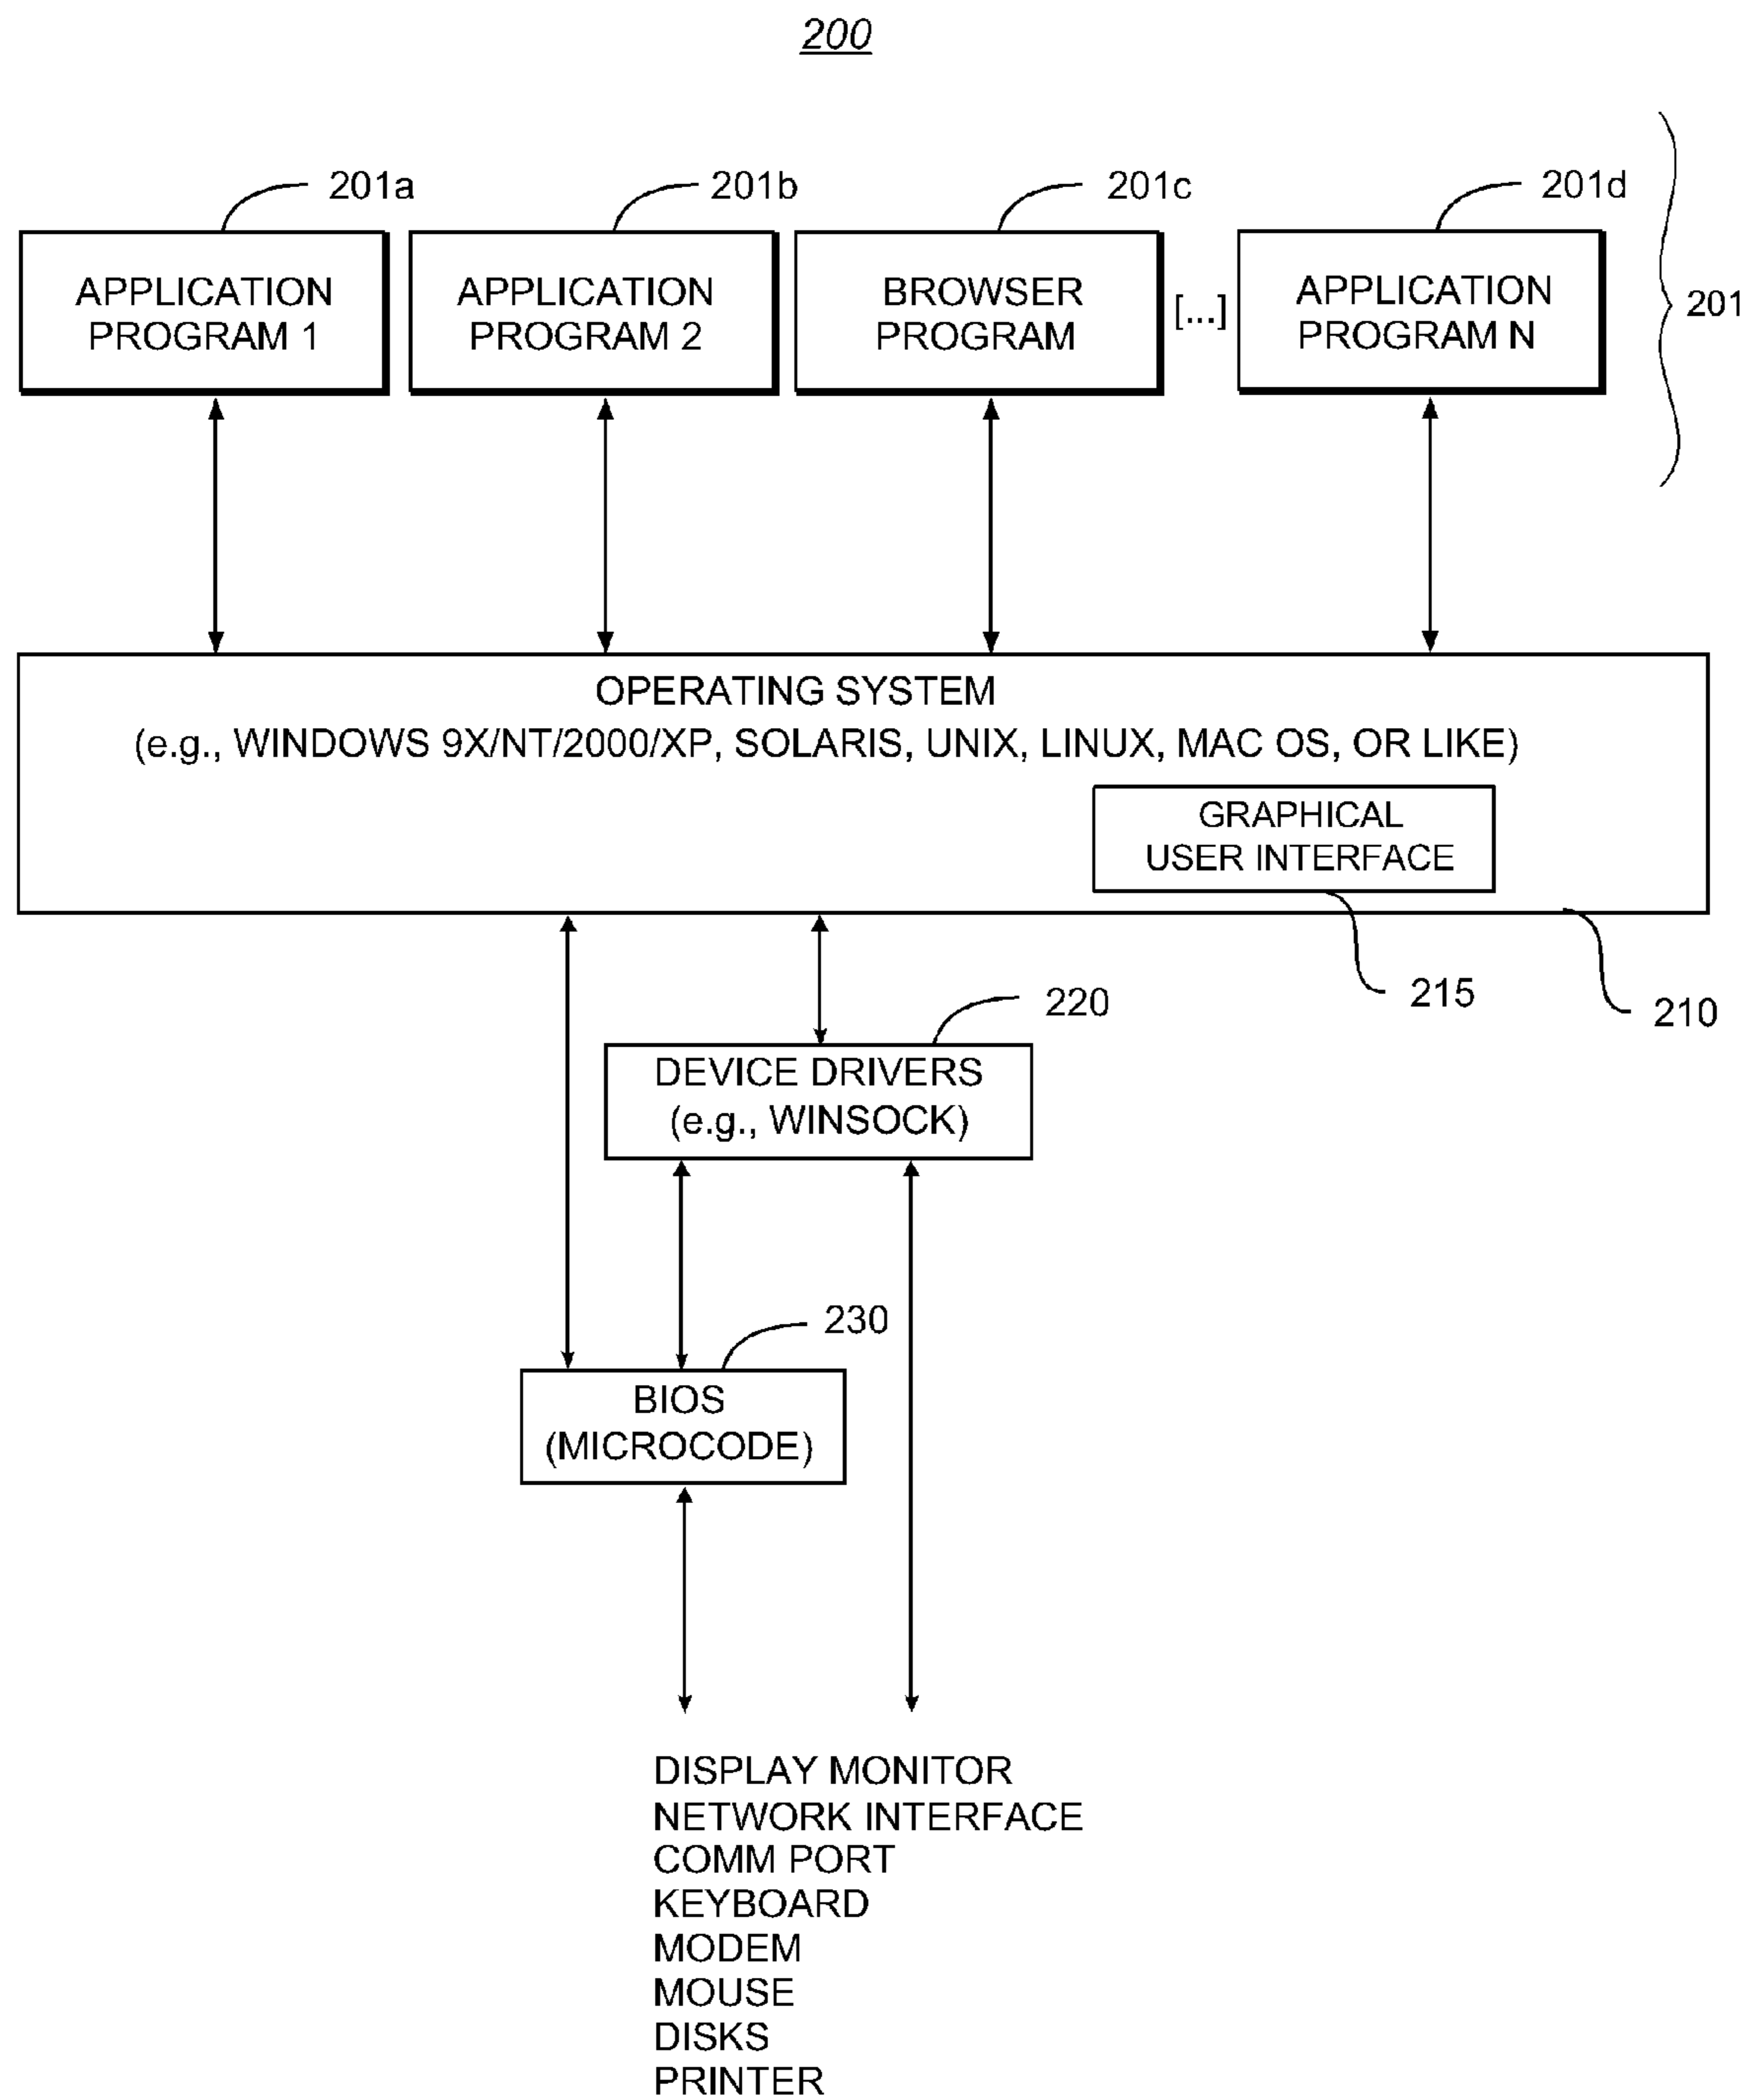 200
201a
201b
201c
201d
APPLICATION
PROGRAM 1
APPLICATION
PROGRAM 2
BROWSER
PROGRAM
[...]
APPLICATION
PROGRAM N
201
OPERATING SYSTEM
(e.g., WINDOWS 9X/NT/2000/XP, SOLARIS, UNIX, LINUX, MAC OS, OR LIKE)
GRAPHICAL
USER INTERFACE
215
210
220
DEVICE DRIVERS
(e.g., WINSOCK)
230
BIOS
(MICROCODE)
DISPLAY MONITOR
NETWORK INTERFACE
COMM PORT
KEYBOARD
MODEM
MOUSE
DISKS
PRINTER